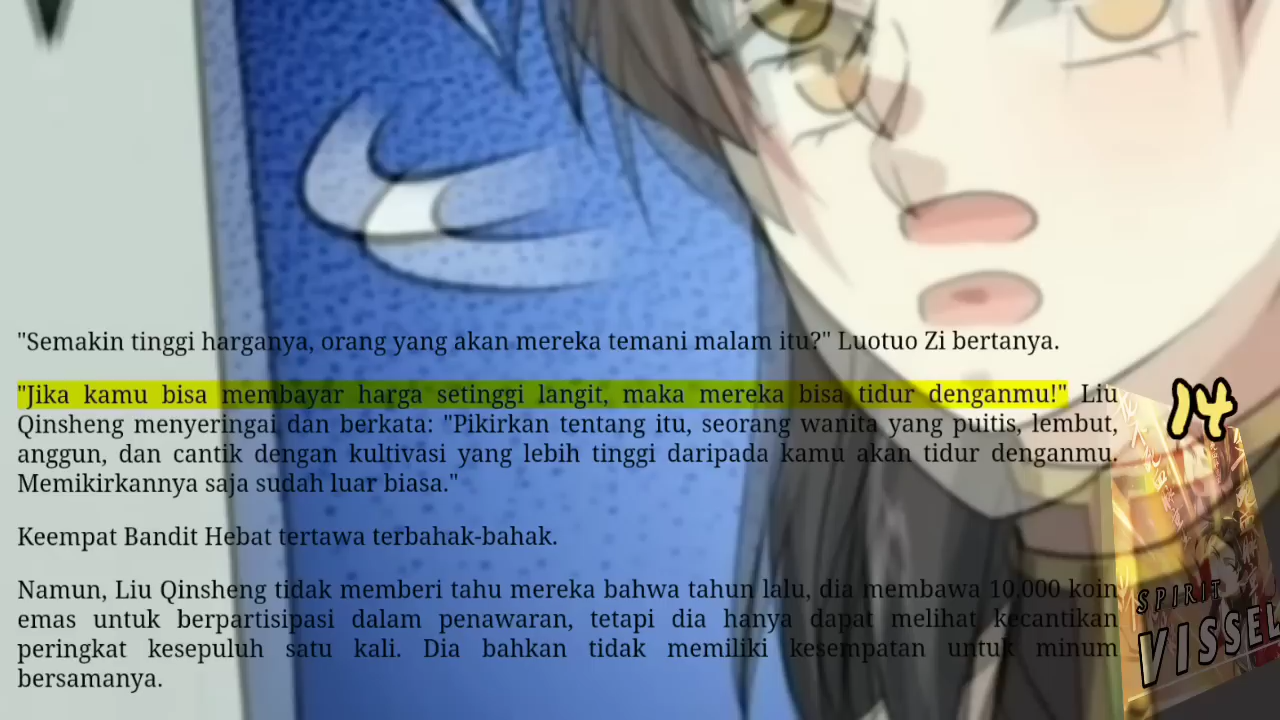 "Semakin tinggi harganya, orang yang akan mereka temani malam itu?" Luotuo Zi bertanya.
"Jika kamu bisa membayar harga setinggi langit, maka mereka bisa tidur denganmu!" Liu
Qinsheng menyeringai dan berkata: "Pikirkan tentang itu, seorang wanita yang puitis, lembut,
anggun, dan cantik dengan kultivasi yang lebih tinggi daripada kamu akan tidur denganmu.
Memikirkannya saja sudah luar biasa."
Keempat Bandit Hebat tertawa terbahak-bahak.
Namun, Liu Qinsheng tidak memberi tahu mereka bahwa tahun lalu, dia membawa 10.000 koin
emas untuk berpartisipasi dalam penawaran, tetapi dia hanya dapat melihat kecantikan
peringkat kesepuluh satu kali. Dia bahkan tidak memiliki kesempatan untuk minum
bersamanya.
14
SPIRIT
VISSEL